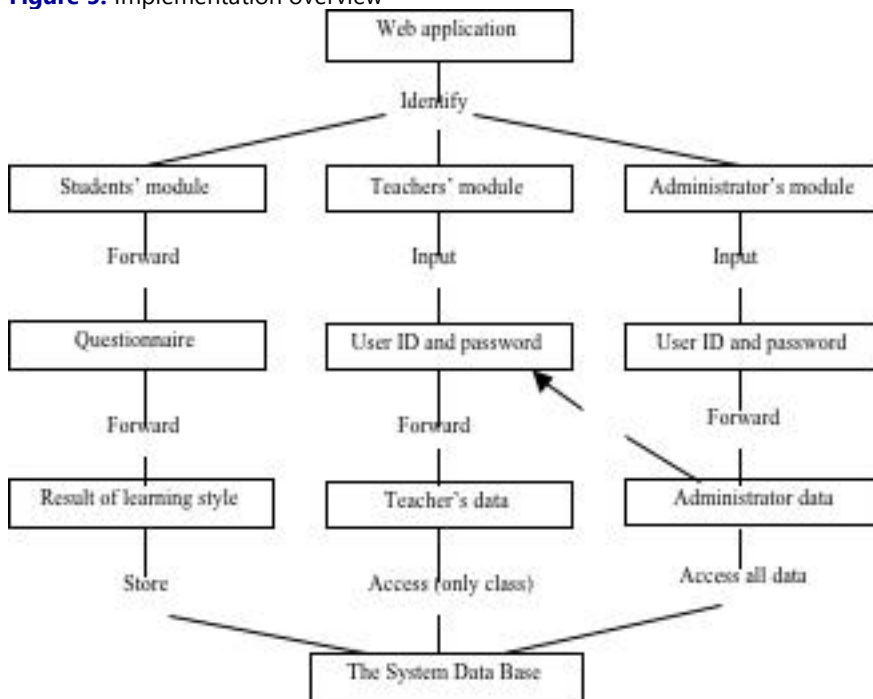 Figure 5. Implementation overview
Web application
Identify
Students' module
Teachers' module
Administrator's module
Forward
Input
Input
Questionnaire
User ID and password
User ID and password
Forward
Forward
Forward
Result of learning style
Teacher's data
Administrator data
Store
Access (only class)
Access all data
The System Data Base